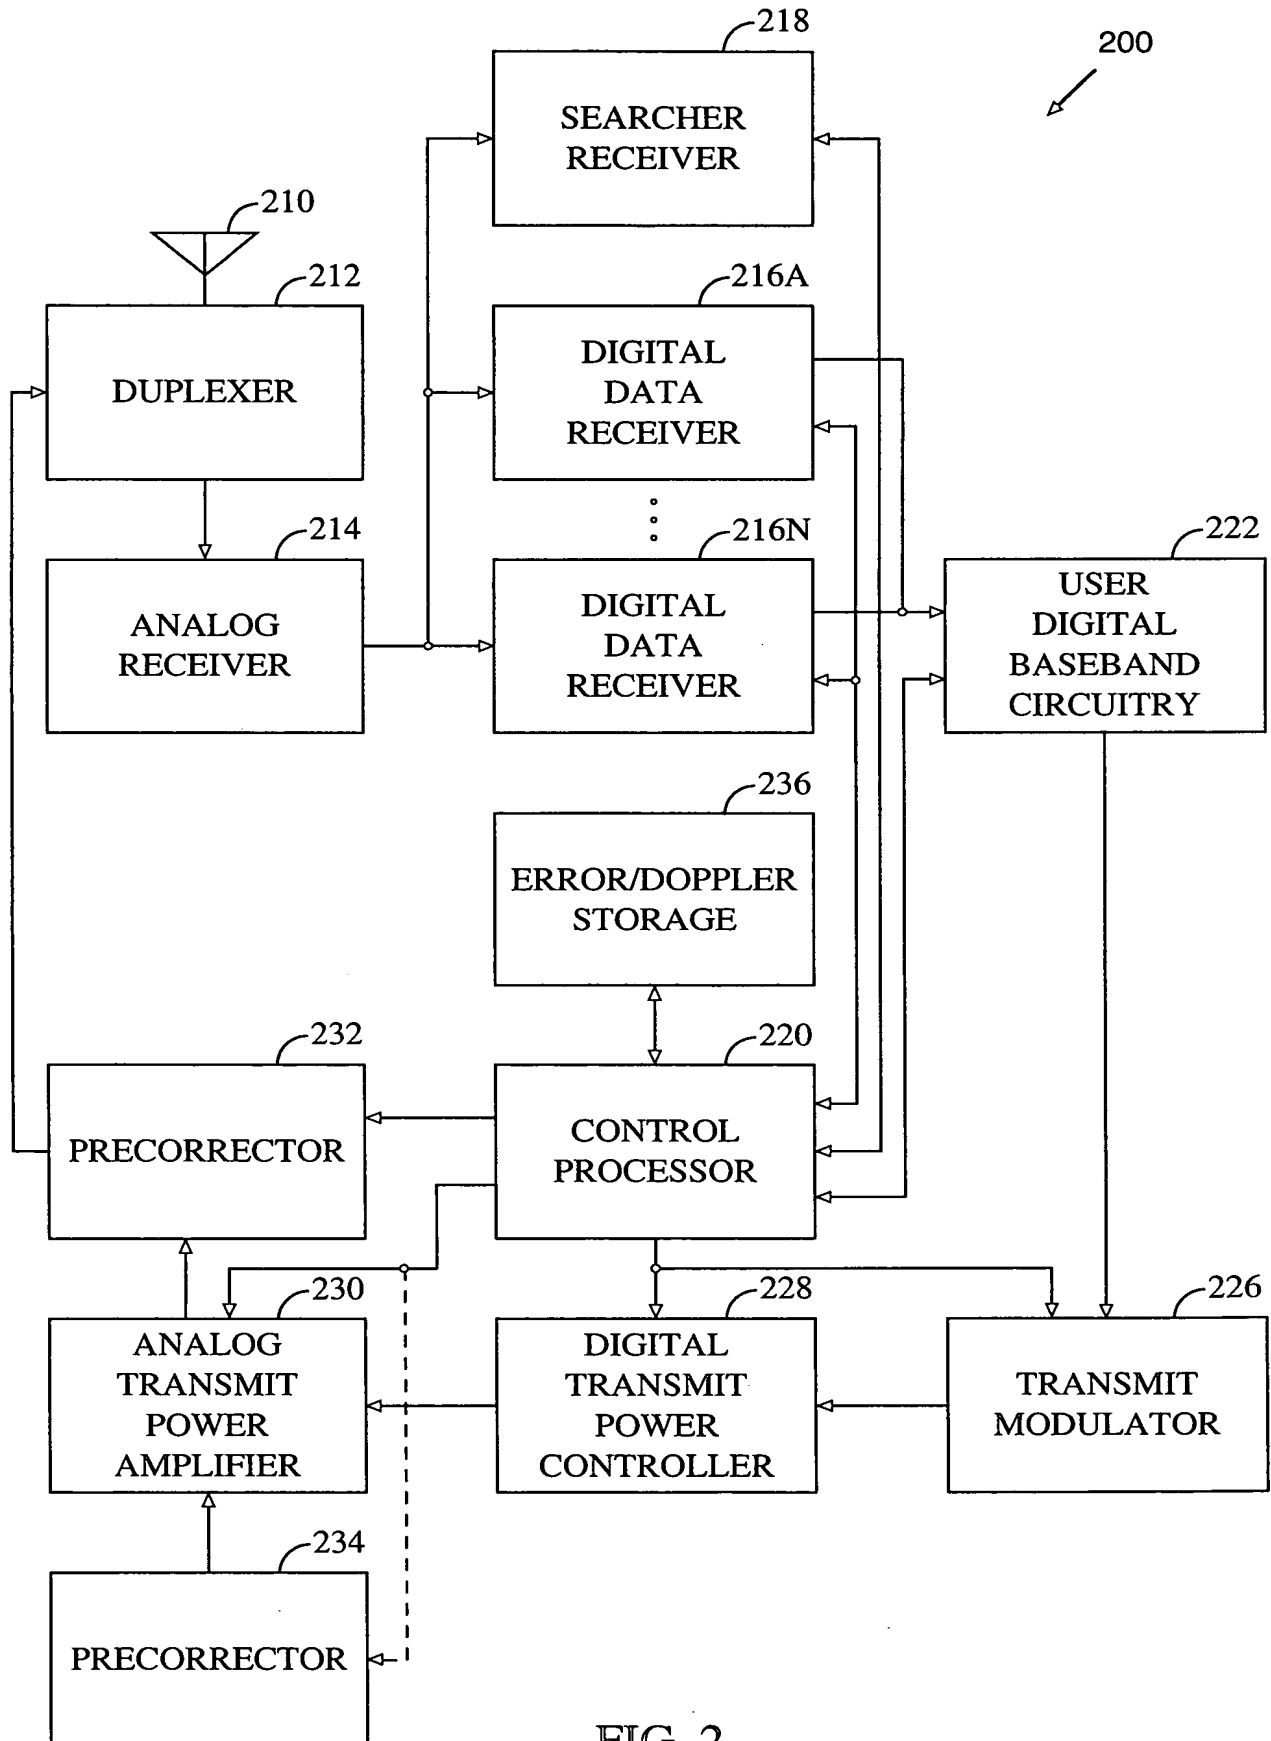 218
200
SEARCHER
RECEIVER
210
212
216A
DUPLEXER
DIGITAL
DATA
RECEIVER
214
216N
222
ANALOG
RECEIVER
DIGITAL
DATA
RECEIVER
USER
DIGITAL
BASEBAND
CIRCUITRY
236
ERROR/DOPPLER
STORAGE
232
220
PRECORRECTOR
CONTROL
PROCESSOR
230
228
226
ANALOG
TRANSMIT
POWER
AMPLIFIER
DIGITAL
TRANSMIT
POWER
CONTROLLER
TRANSMIT
MODULATOR
234
PRECORRECTOR
FIG. 2